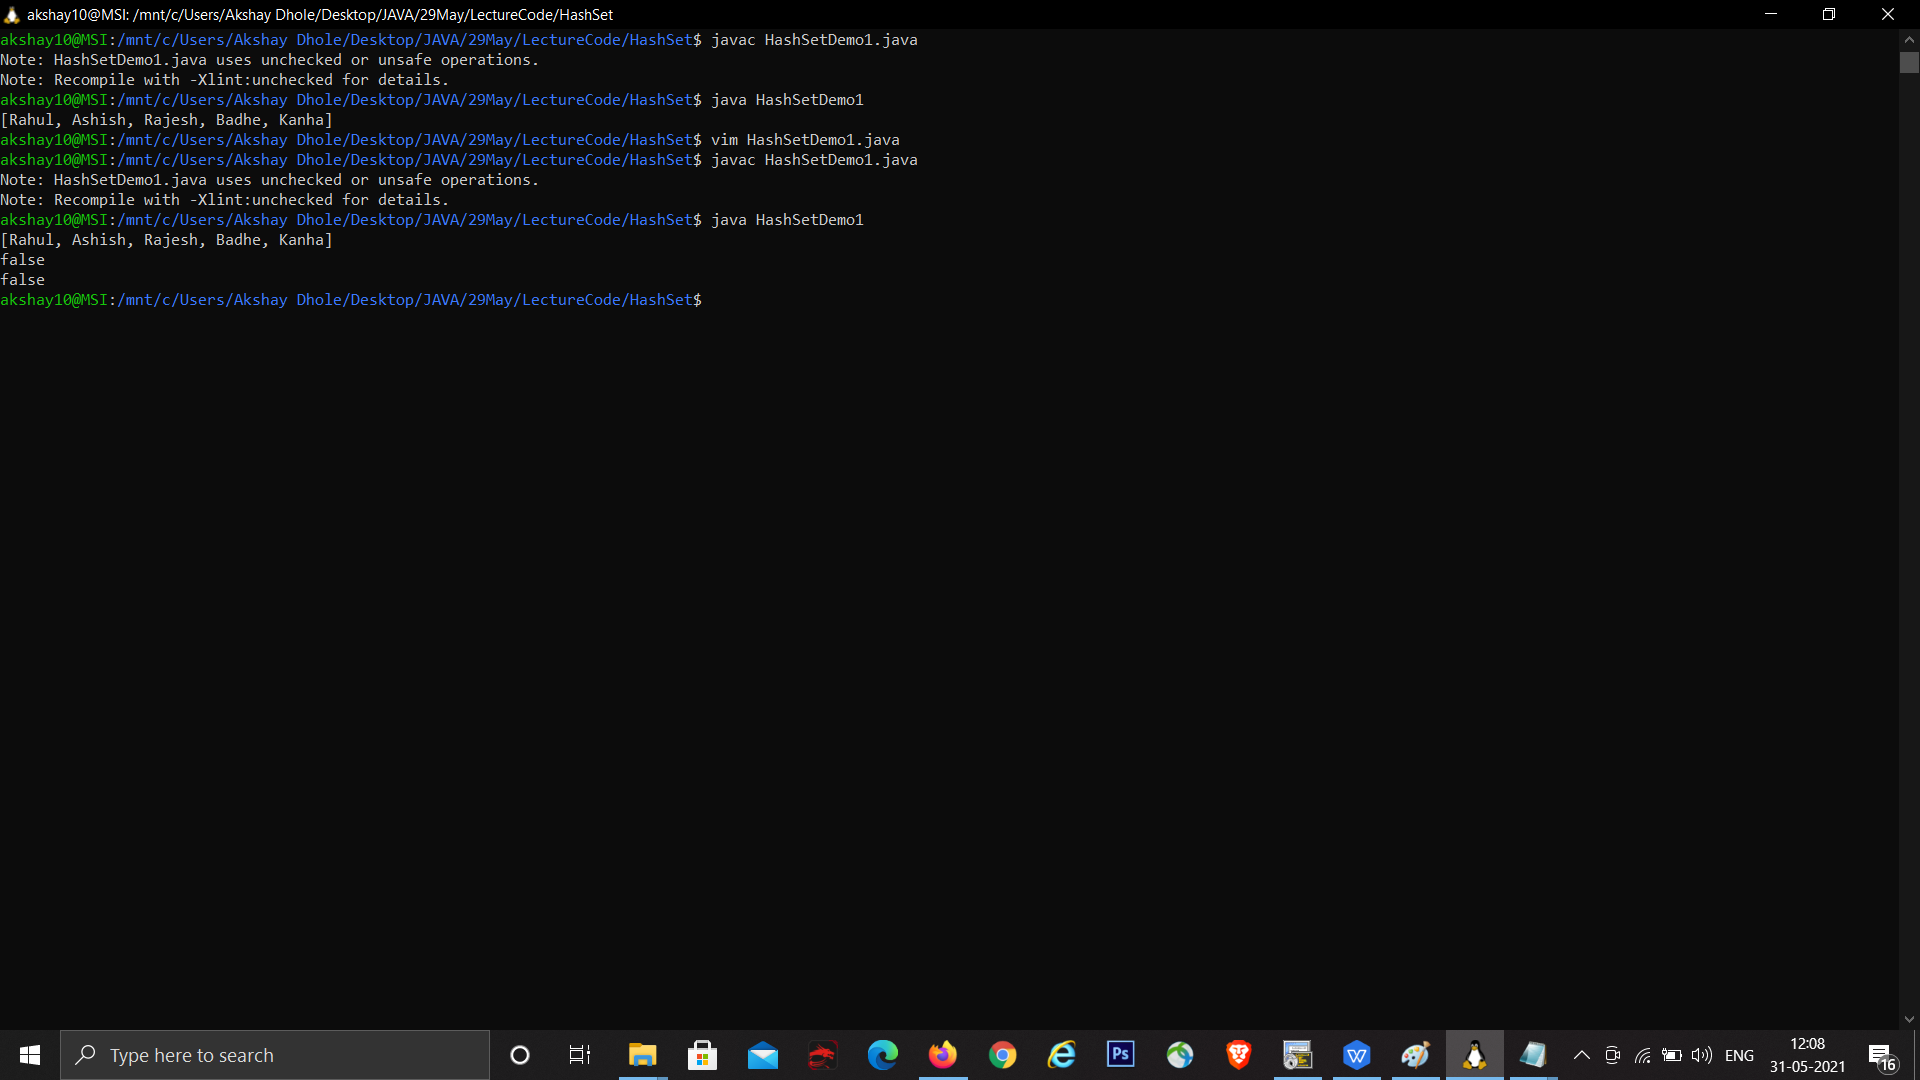 akshay10@MSI: /mnt/c/Users/Akshay Dhole/Desktop/JAVA/29May/LectureCode/HashSet
akshay10@MSI:/mnt/c/Users/Akshay Dhole/Desktop/JAVA/29May/LectureCode/HashSet$ javac HashSetDemo1.java
Note: HashSetDemo1.java uses unchecked or unsafe operations.
Note: Recompile with -Xlint:unchecked for details.
akshay10@MSI:/mnt/c/Users/Akshay Dhole/Desktop/JAVA/29May/LectureCode/HashSet$ java HashSetDemo1
[Rahul, Ashish, Rajesh, Badhe, Kanha]
akshay10@MSI:/mnt/c/Users/Akshay Dhole/Desktop/JAVA/29May/LectureCode/HashSet$ vim HashSetDemo1.java
akshay10@MSI:/mnt/c/Users/Akshay Dhole/Desktop/JAVA/29May/LectureCode/HashSet$ javac HashSetDemo1.java
Note: HashSetDemo1.java uses unchecked or unsafe operations.
Note: Recompile with -Xlint:unchecked for details.
akshay10@MSI:/mnt/c/Users/Akshay Dhole/Desktop/JAVA/29May/LectureCode/HashSet$ java HashSetDemo1
[Rahul, Ashish, Rajesh, Badhe, Kanha]
false
false
akshay10@MSI:/mnt/c/Users/Akshay Dhole/Desktop/JAVA/29May/LectureCode/HashSet$
Type here to search
Ps
W
ENG
12:08
31-05-2021
16